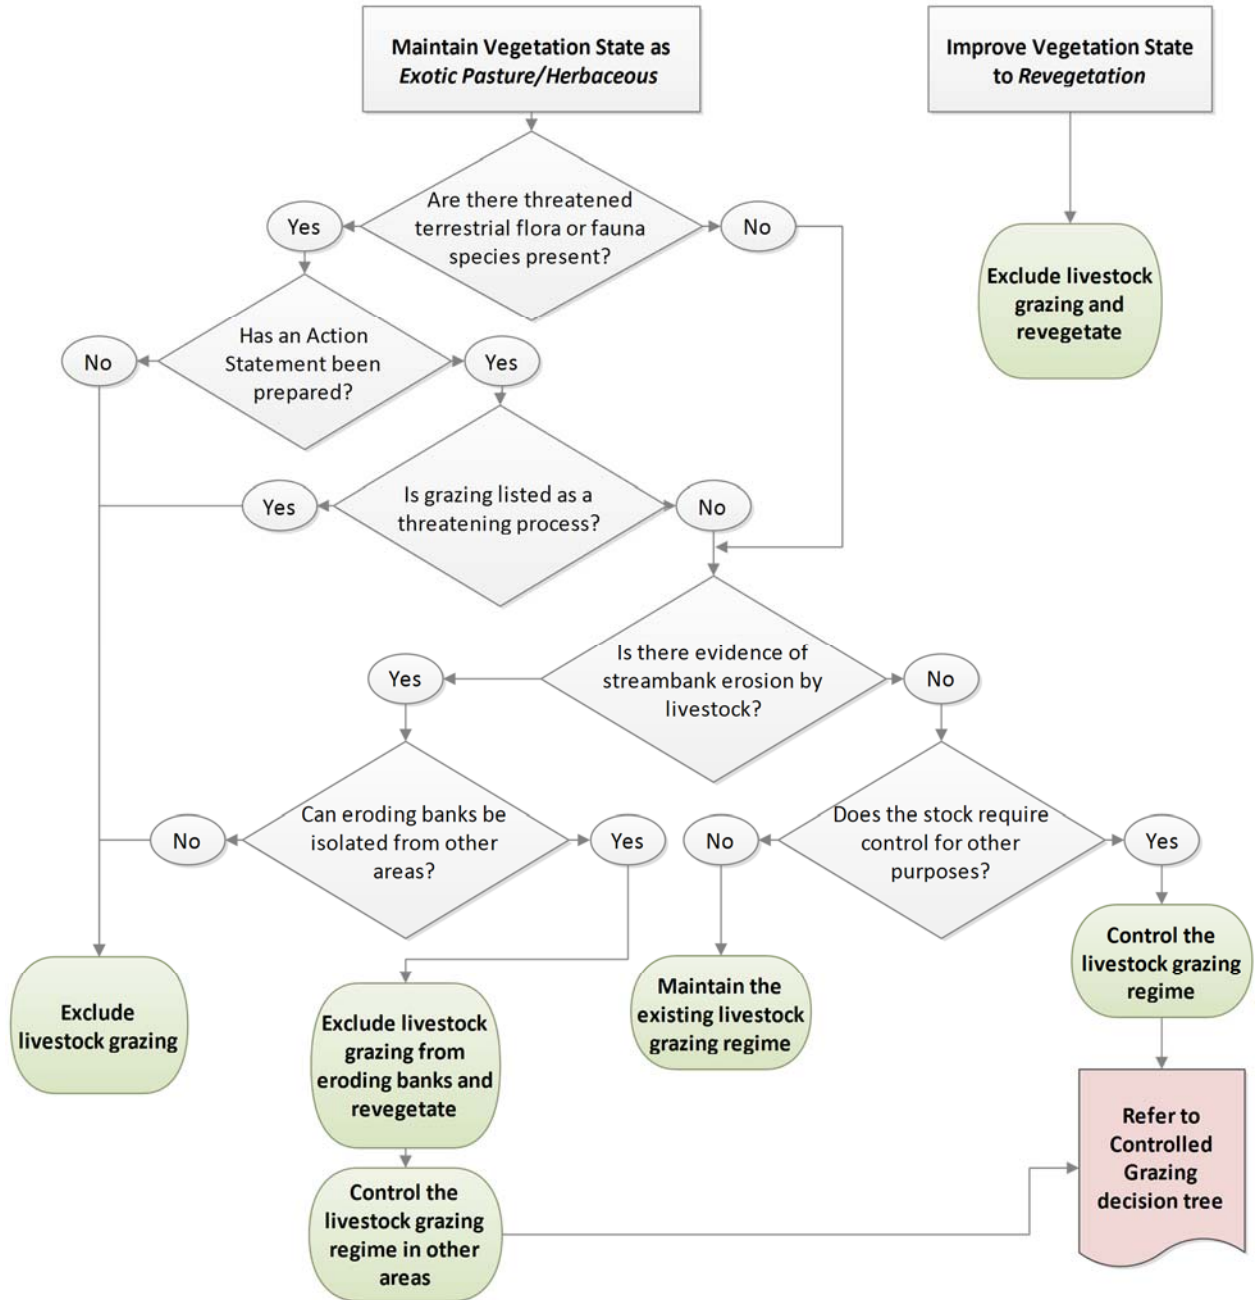 Maintain Vegetation State as
Exotic Pasture/Herbaceous
Improve Vegetation State
to Revegetation
Are there threatened
terrestrial flora or fauna
species present?
Yes
No
Exclude livestock
grazing and
revegetate
Has an Action
Statement been
prepared?
No
Yes
Is grazing listed as a
threatening process?
Yes
No
Is there evidence of
streambank erosion by
livestock?
Yes
No
Can eroding banks be
isolated from other
areas?
No
Yes
Does the stock require
control for other
purposes?
No
Yes
Exclude
livestock grazing
Exclude livestock
grazing from
eroding banks and
revegetate
Maintain the
existing livestock
grazing regime
Control the
livestock grazing
regime
Control the
livestock grazing
regime in other
areas
Refer to
Controlled
Grazing
decision tree